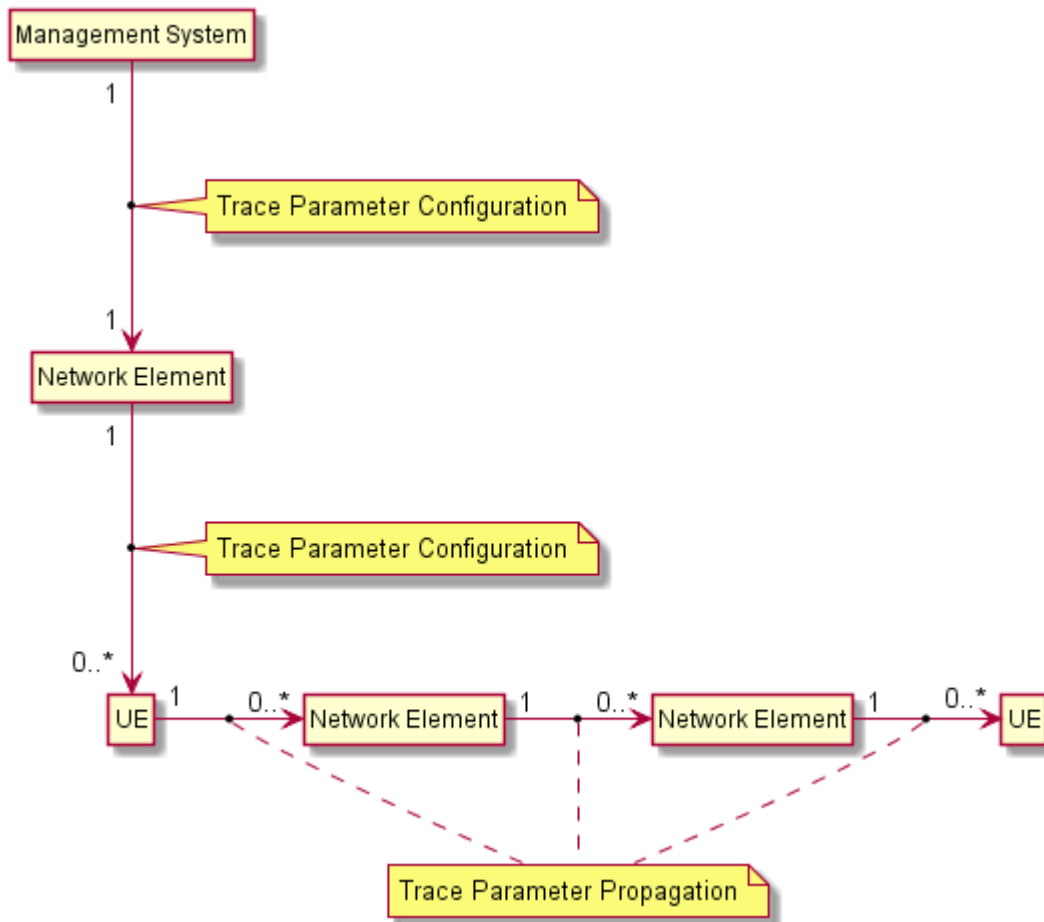 Management System
1
Trace Parameter Configuration
1
Network Element
1
Trace Parameter Configuration
0..*
UE
1
0..*
Network Element
1
0..*
Network Element
1
0..*
UE
Trace Parameter Propagation